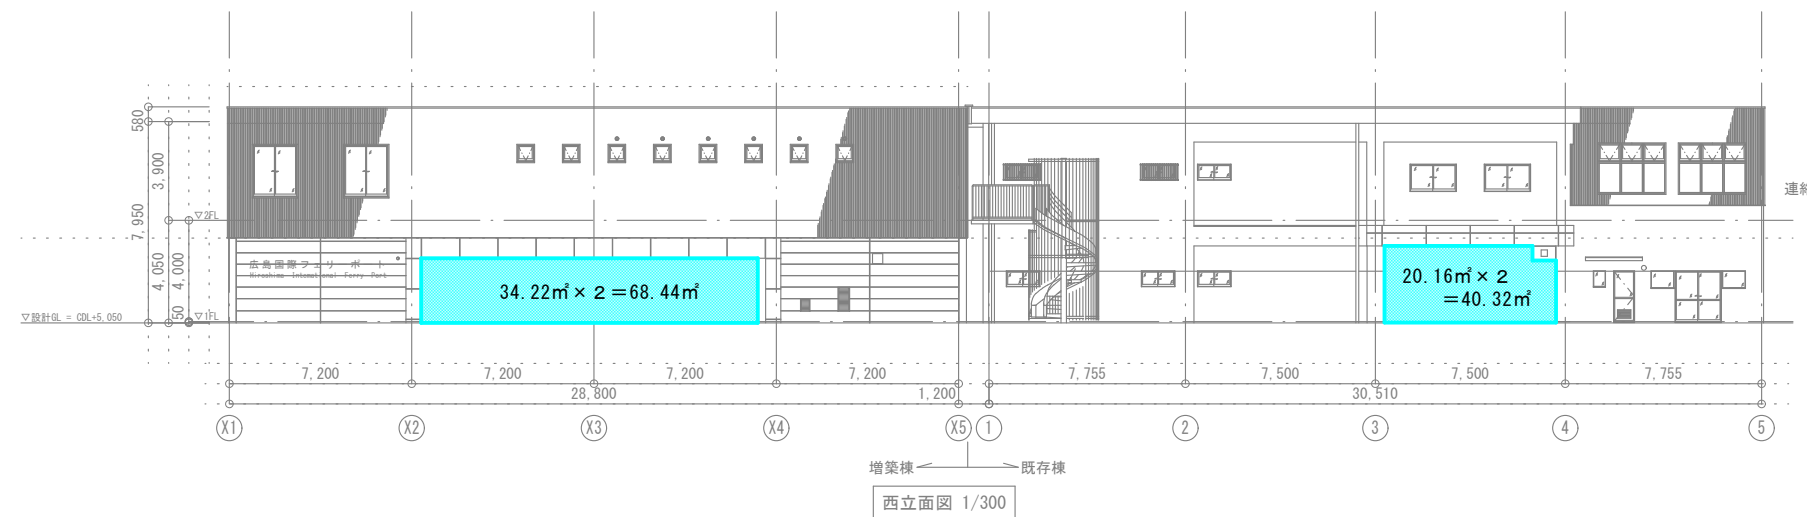 580
3,900
7,950
▽2FL
連絡
広島国際フェリーポート
Hiroshima International Ferry Port
4,050
4,000
34.22㎡×2=68.44㎡
20.16㎡×2
=40.32㎡
50
▽設計GL = CDL+5,050
▽1FL
7,200
7,200
7,200
7,200
7,755
7,500
7,500
7,755
28,800
1,200
30,510
X1
X2
X3
X4
X5
1
2
3
4
5
増築棟
既存棟
西立面図 1/300